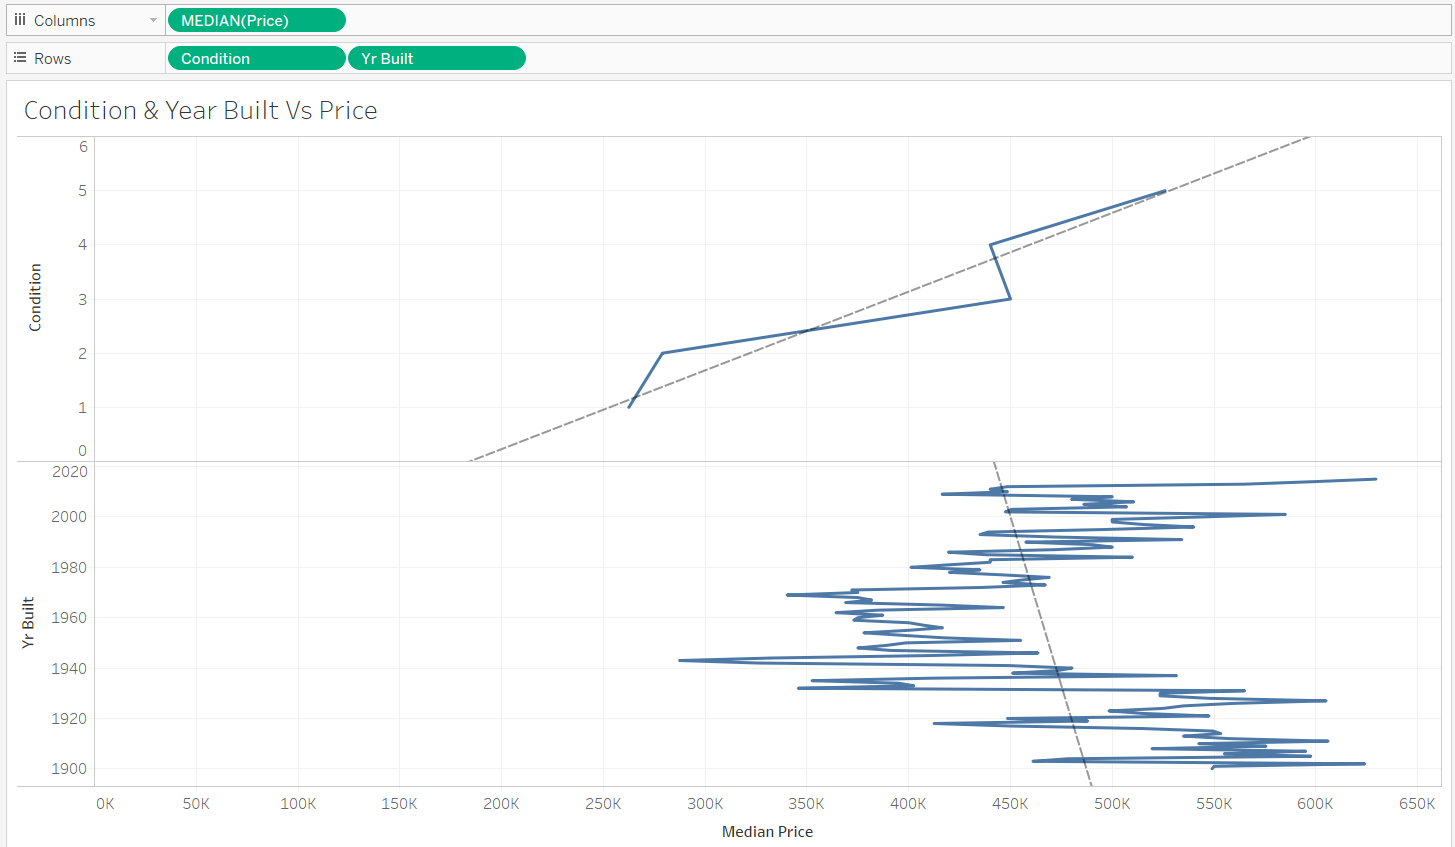 Columns MEDIAN(Price)
Rows Condition Yr Built
Condition & Year Built Vs Price
6
5
4
3
2
1
0
Condition
2020
2000
1980
1960
1940
1920
1900
Yr Built
0K 50K 100K 150K 200K 250K 300K 350K 400K 450K 500K 550K 600K 650K
Median Price